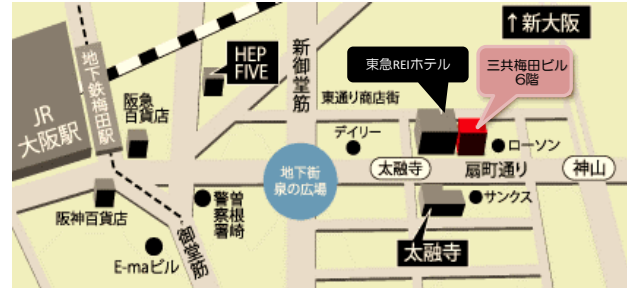 ↑新大阪
新御堂筋
HEP
FIVE
東急REIホテル
三共梅田ビル
6階
地下鉄梅田駅
JR
大阪駅
阪急
百貨店
東通り商店街
デイリー
ローソン
地下街
泉の広場
太融寺
扇町通り
神山
阪神百貨店
曽根崎
警察署
サンクス
御堂筋
E-maビル
太融寺